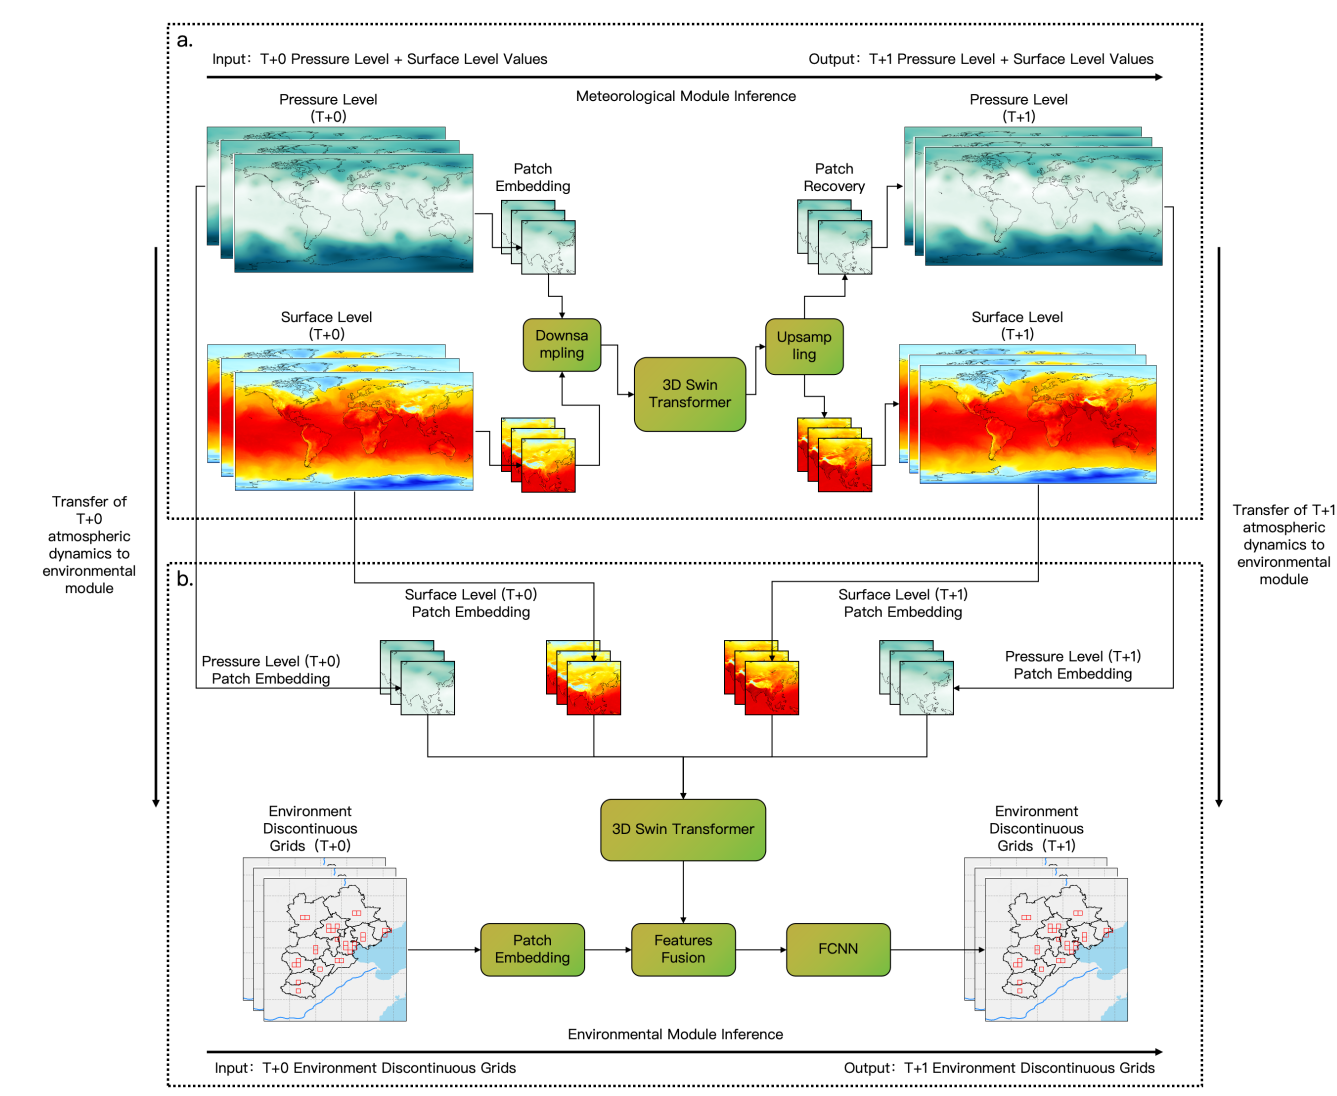 a.
Input: T+0 Pressure Level + Surface Level Values
Output: T+1 Pressure Level + Surface Level Values
Meteorological Module Inference
Pressure Level
(T+0)
Pressure Level
(T+1)
Patch
Embedding
Patch
Recovery
Surface Level
(T+0)
Surface Level
(T+1)
Downsa
mpling
Upsamp
ling
3D Swin
Transformer
Transfer of
T+0
atmospheric
dynamics to
environmental
module
Transfer of T+1
atmospheric
dynamics to
environmental
module
b.
Surface Level (T+0)
Patch Embedding
Surface Level (T+1)
Patch Embedding
Pressure Level (T+0)
Patch Embedding
Pressure Level (T+1)
Patch Embedding
3D Swin Transformer
Environment
Discontinuous
Grids (T+0)
Environment
Discontinuous
Grids (T+1)
Patch
Embedding
Features
Fusion
FCNN
Environmental Module Inference
Input: T+0 Environment Discontinuous Grids
Output: T+1 Environment Discontinuous Grids